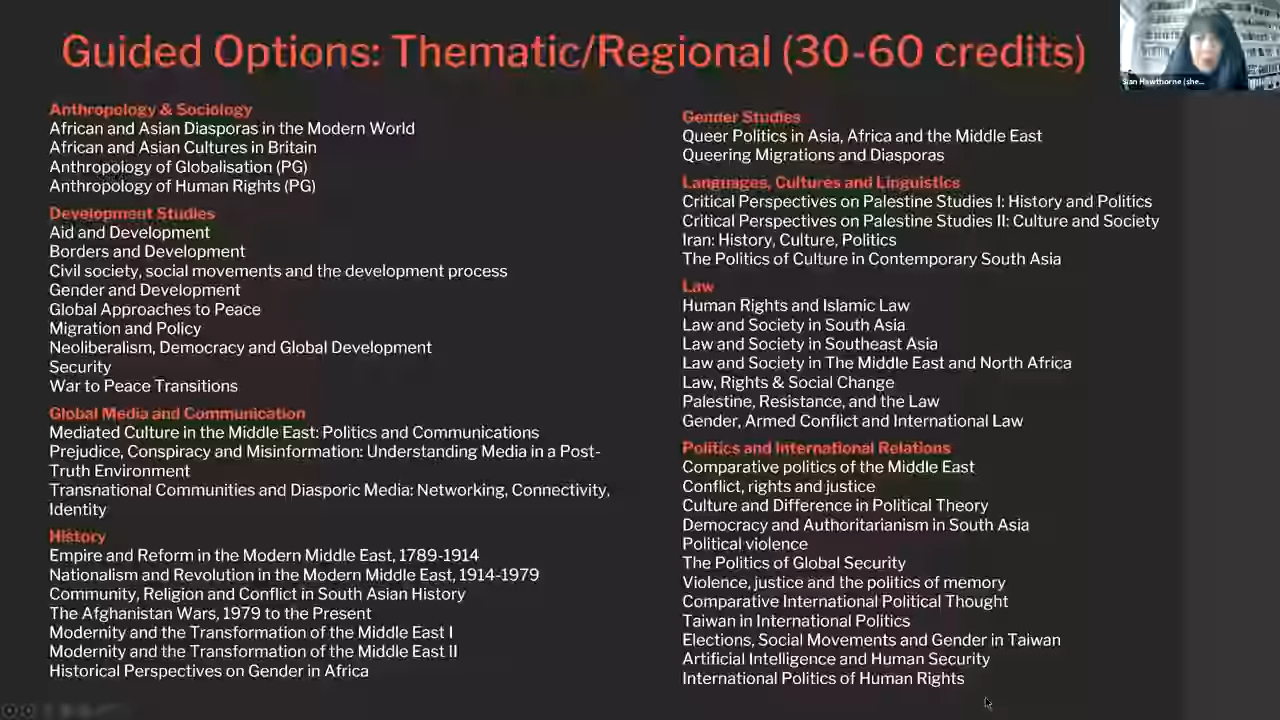 Guided Options: Thematic/Regional (30-60 credits)
Sian Hawthorne (she...
Anthropology & Sociology
African and Asian Diasporas in the Modern World
African and Asian Cultures in Britain
Anthropology of Globalisation (PG)
Anthropology of Human Rights (PG)
Development Studies
Aid and Development
Borders and Development
Civil society, social movements and the development process
Gender and Development
Global Approaches to Peace
Migration and Policy
Neoliberalism, Democracy and Global Development
Security
War to Peace Transitions
Global Media and Communication
Mediated Culture in the Middle East: Politics and Communications
Prejudice, Conspiracy and Misinformation: Understanding Media in a Post-
Truth Environment
Transnational Communities and Diasporic Media: Networking, Connectivity,
Identity
History
Empire and Reform in the Modern Middle East, 1789-1914
Nationalism and Revolution in the Modern Middle East, 1914-1979
Community, Religion and Conflict in South Asian History
The Afghanistan Wars, 1979 to the Present
Modernity and the Transformation of the Middle East I
Modernity and the Transformation of the Middle East II
Historical Perspectives on Gender in Africa
Gender Studies
Queer Politics in Asia, Africa and the Middle East
Queering Migrations and Diasporas
Languages, Cultures and Linguistics
Critical Perspectives on Palestine Studies I: History and Politics
Critical Perspectives on Palestine Studies II: Culture and Society
Iran: History, Culture, Politics
The Politics of Culture in Contemporary South Asia
Law
Human Rights and Islamic Law
Law and Society in South Asia
Law and Society in Southeast Asia
Law and Society in The Middle East and North Africa
Law, Rights & Social Change
Palestine, Resistance, and the Law
Gender, Armed Conflict and International Law
Politics and International Relations
Comparative politics of the Middle East
Conflict, rights and justice
Culture and Difference in Political Theory
Democracy and Authoritarianism in South Asia
Political violence
The Politics of Global Security
Violence, justice and the politics of memory
Comparative International Political Thought
Taiwan in International Politics
Elections, Social Movements and Gender in Taiwan
Artificial Intelligence and Human Security
International Politics of Human Rights